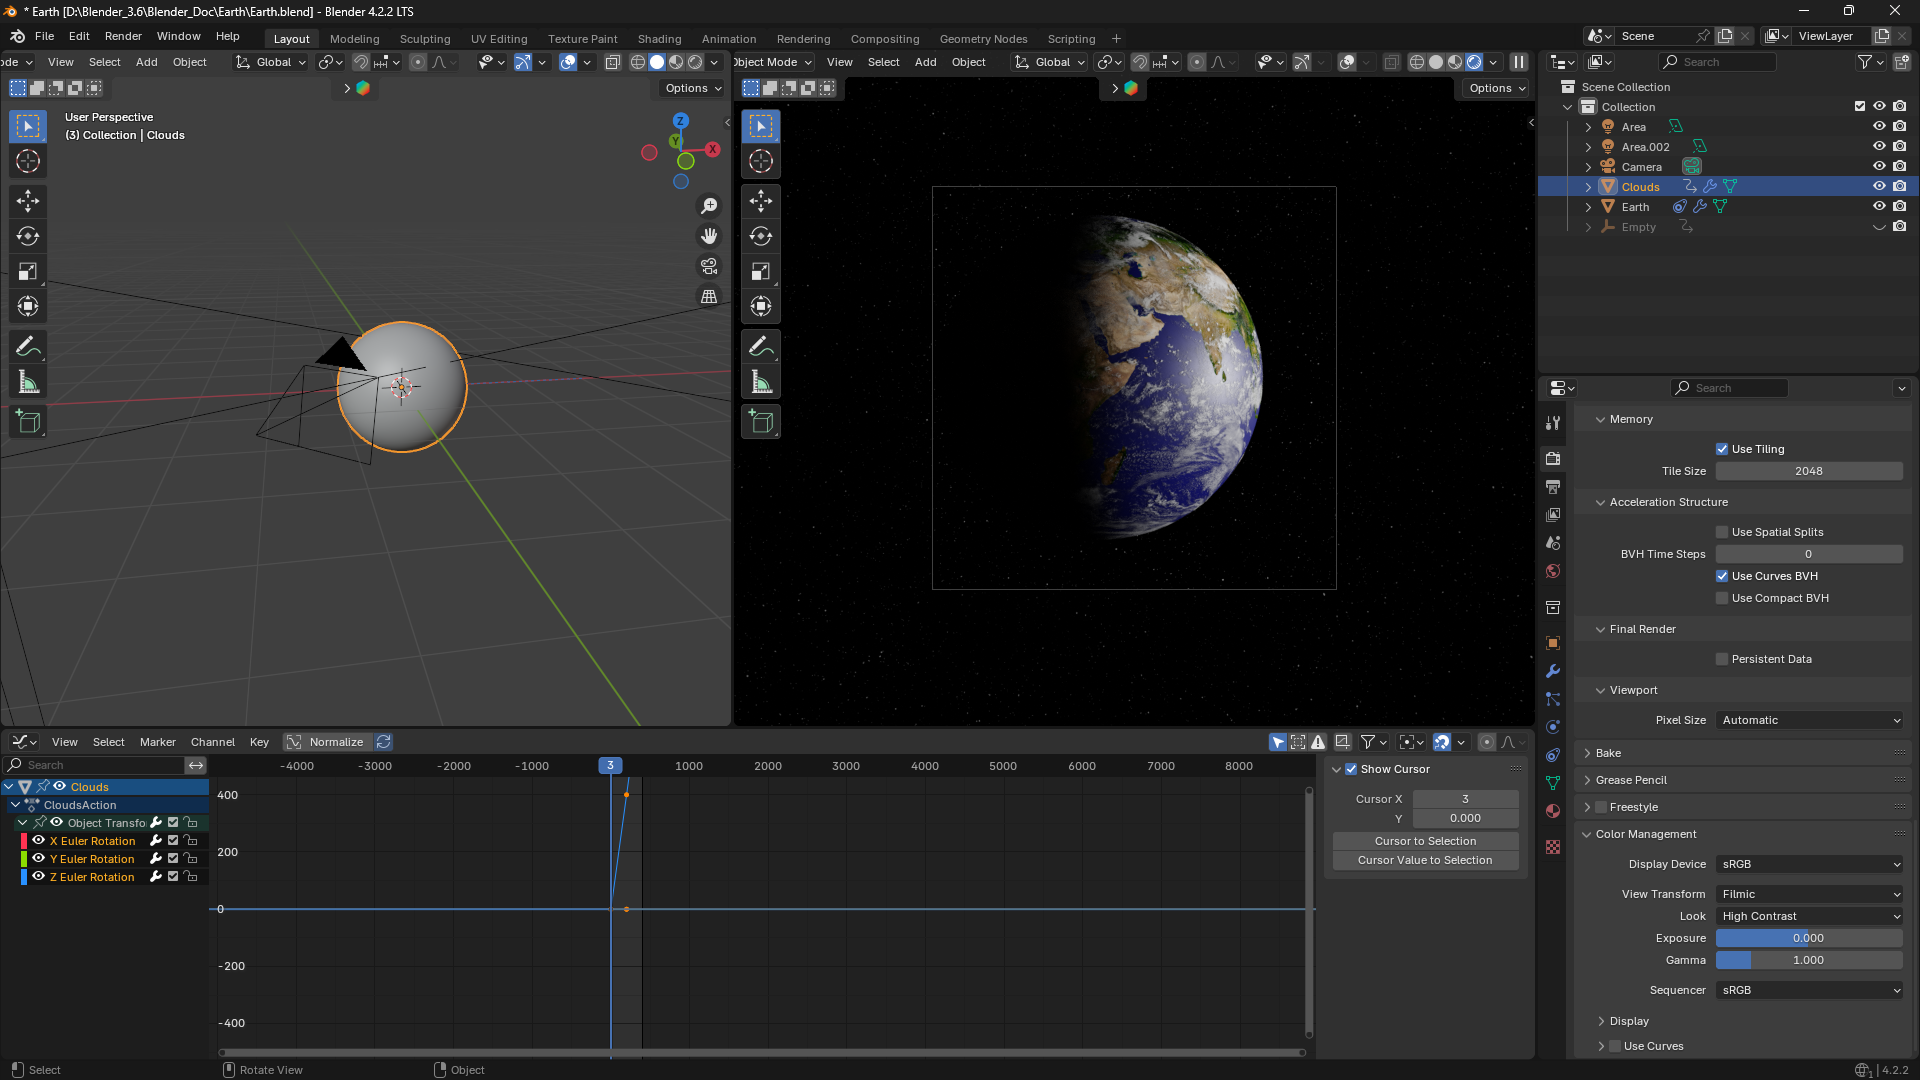 * Earth [D:\Blender_3.6\Blender_Doc\Earth\Earth.blend] - Blender 4.2.2 LTS
File Edit Render Window Help
Layout Modeling Sculpting UV Editing Texture Paint Shading Animation Rendering Compositing Geometry Nodes Scripting +
Scene
ViewLayer
ode View Select Add Object Global
Options
User Perspective
(3) Collection | Clouds
Z
Y
X
Object Mode View Select Add Object Global
Options
Search
Scene Collection
Collection
Area
Area.002
Camera
Clouds
Earth
Empty
Search
Memory
Use Tiling
Tile Size 2048
Acceleration Structure
Use Spatial Splits
BVH Time Steps 0
Use Curves BVH
Use Compact BVH
Final Render
Persistent Data
Viewport
Pixel Size Automatic
Bake
Grease Pencil
Freestyle
Color Management
Display Device sRGB
View Transform Filmic
Look High Contrast
Exposure 0.000
Gamma 1.000
Sequencer sRGB
Display
Use Curves
View Select Marker Channel Key Normalize
Search
-4000 -3000 -2000 -1000 3 1000 2000 3000 4000 5000 6000 7000 8000
Clouds
CloudsAction
Object Transfo
X Euler Rotation
Y Euler Rotation
Z Euler Rotation
400
200
0
-200
-400
Show Cursor
Cursor X 3
Y 0.000
Cursor to Selection
Cursor Value to Selection
Select
Rotate View
Object
1 4.2.2